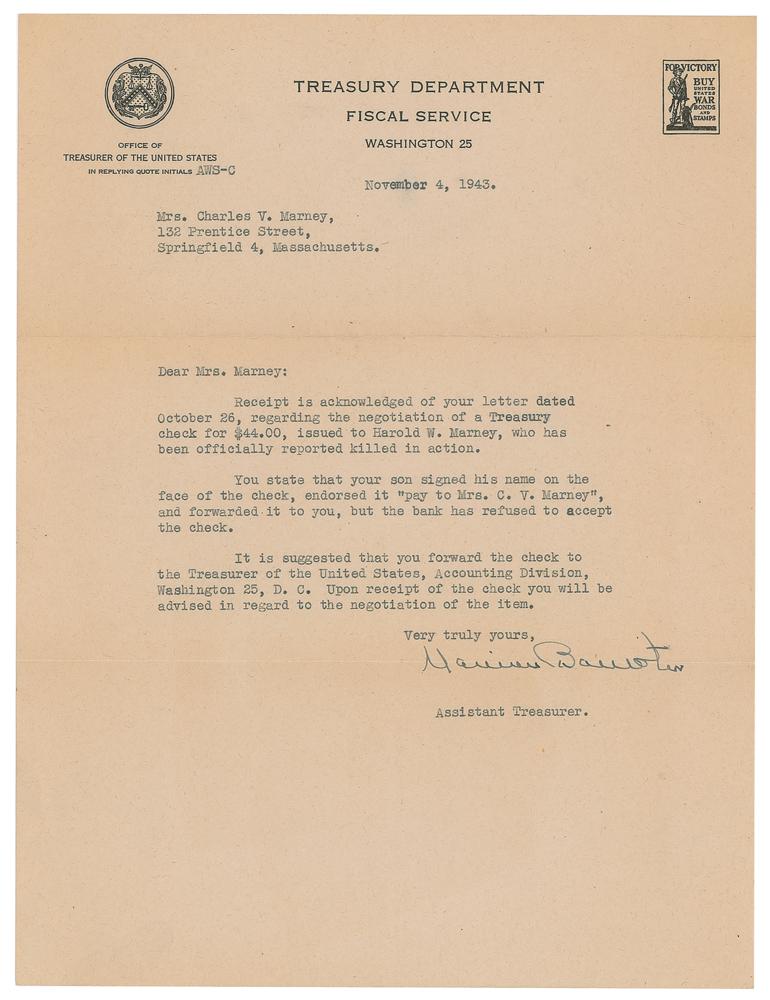 TREASURY DEPARTMENT
FISCAL SERVICE
WASHINGTON 25
OFFICE OF
TREASURER OF THE UNITED STATES
IN REPLYING QUOTE INITIALS AWS-C
FOR VICTORY
BUY
UNITED
STATES
WAR
BONDS
AND
STAMPS
November 4, 1943.
Mrs. Charles V. Marney,
132 Prentice Street,
Springfield 4, Massachusetts.
Dear Mrs. Marney:
Receipt is acknowledged of your letter dated
October 26, regarding the negotiation of a Treasury
check for $44.00, issued to Harold W. Marney, who has
been officially reported killed in action.
You state that your son signed his name on the
face of the check, endorsed it "pay to Mrs. C. V. Marney",
and forwarded it to you, but the bank has refused to accept
the check.
It is suggested that you forward the check to
the Treasurer of the United States, Accounting Division,
Washington 25, D. C. Upon receipt of the check you will be
advised in regard to the negotiation of the item.
Very truly yours,
Assistant Treasurer.